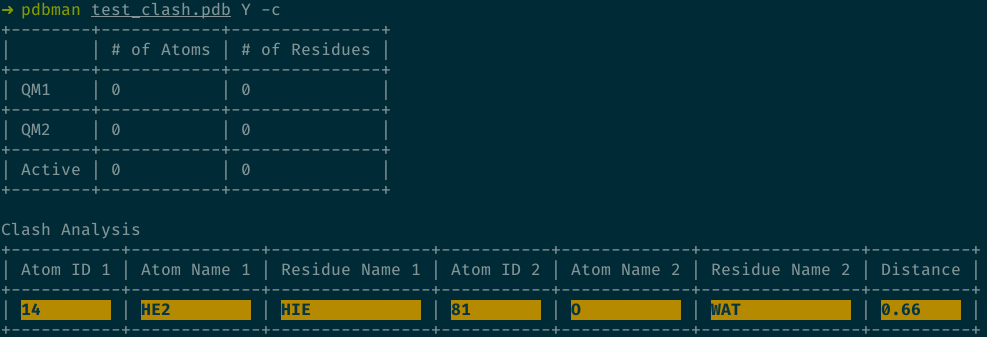 → pdbman test_clash.pdb Y -c
+--------+------------+---------------+
|        | # of Atoms | # of Residues |
+--------+------------+---------------+
| QM1    | 0          | 0             |
+--------+------------+---------------+
| QM2    | 0          | 0             |
+--------+------------+---------------+
| Active | 0          | 0             |
+--------+------------+---------------+

Clash Analysis
+-----------+-------------+----------------+-----------+-------------+----------------+----------+
| Atom ID 1 | Atom Name 1 | Residue Name 1 | Atom ID 2 | Atom Name 2 | Residue Name 2 | Distance |
+-----------+-------------+----------------+-----------+-------------+----------------+----------+
| 14        | HE2         | HIE            | 81        | O           | WAT            | 0.66     |
+-----------+-------------+----------------+-----------+-------------+----------------+----------+